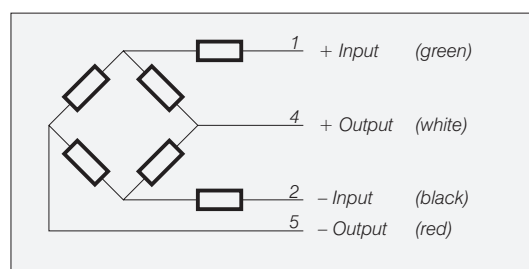 1 + Input (green)
4 + Output (white)
2 – Input (black)
5 – Output (red)